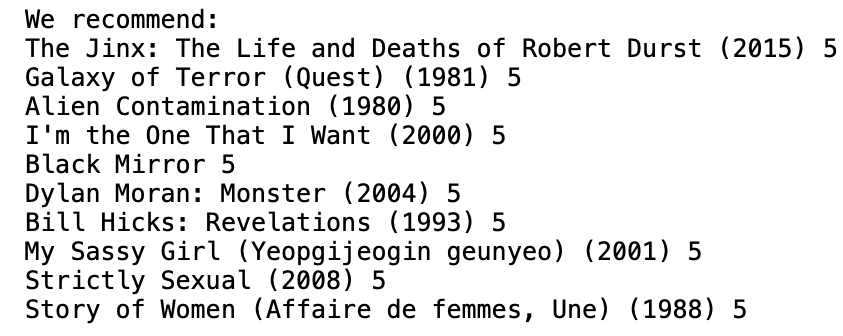 We recommend:
The Jinx: The Life and Deaths of Robert Durst (2015) 5
Galaxy of Terror (Quest) (1981) 5
Alien Contamination (1980) 5
I'm the One That I Want (2000) 5
Black Mirror 5
Dylan Moran: Monster (2004) 5
Bill Hicks: Revelations (1993) 5
My Sassy Girl (Yeopgijeogin geunyeo) (2001) 5
Strictly Sexual (2008) 5
Story of Women (Affaire de femmes, Une) (1988) 5